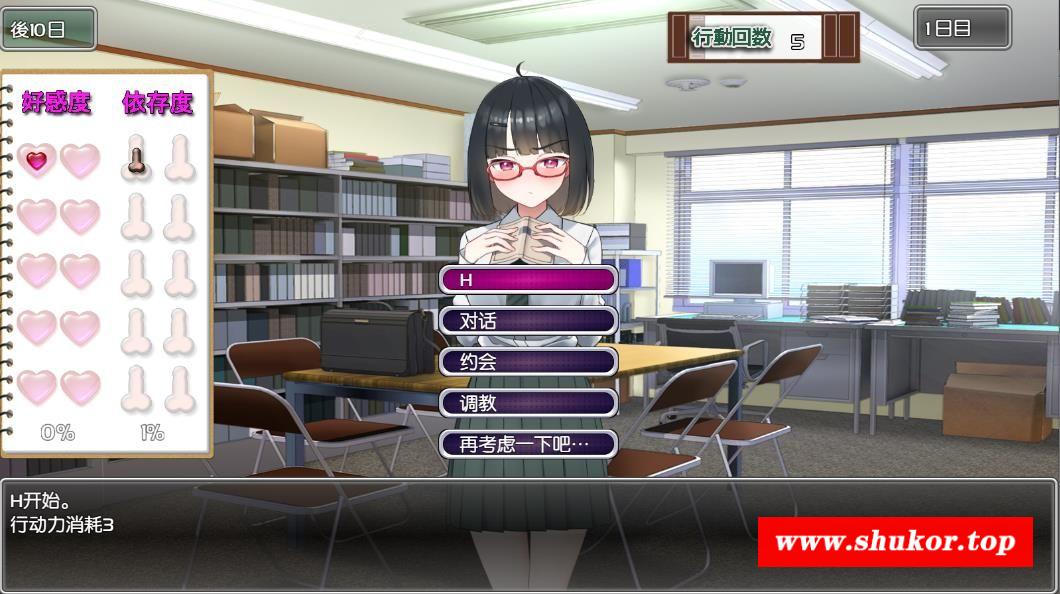 後10日
行動回数 5
1日目
好感度 依存度
0% 1%
H
对话
约会
调教
再考虑一下吧…
H开始。
行动力消耗3
www.shukor.top